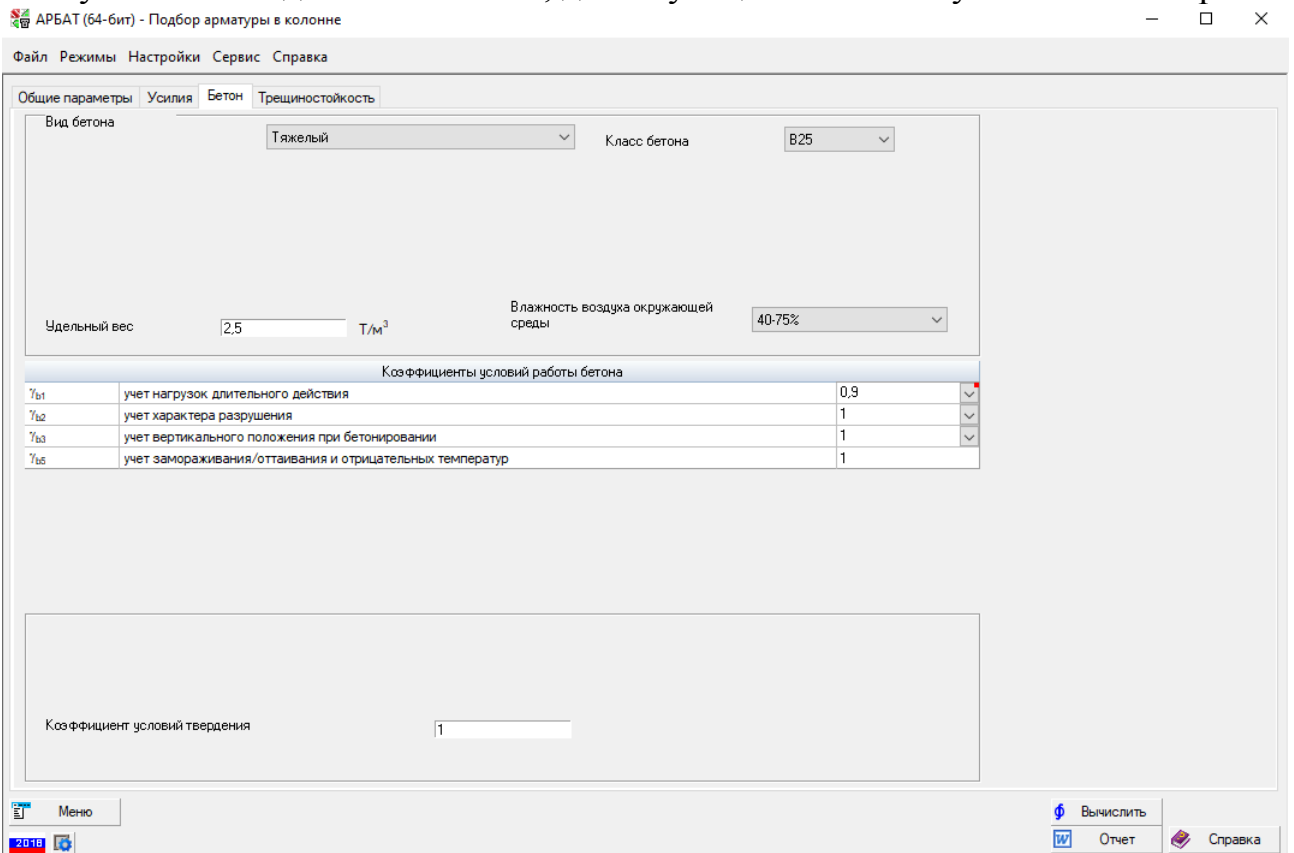 АРБАТ (64-бит) - Подбор арматуры в колонне
Файл Режимы Настройки Сервис Справка
Общие параметры Усилия Бетон Трещиностойкость
Вид бетона
Тяжелый
Класс бетона
B25
Удельный вес
2,5
Т/м³
Влажность воздуха окружающей
среды
40-75%
Коэффициенты условий работы бетона
γb1 учет нагрузок длительного действия 0,9
γb2 учет характера разрушения 1
γb3 учет вертикального положения при бетонировании 1
γb5 учет замораживания/оттаивания и отрицательных температур 1
Коэффициент условий твердения
1
Меню
Вычислить
2018
Отчет
Справка